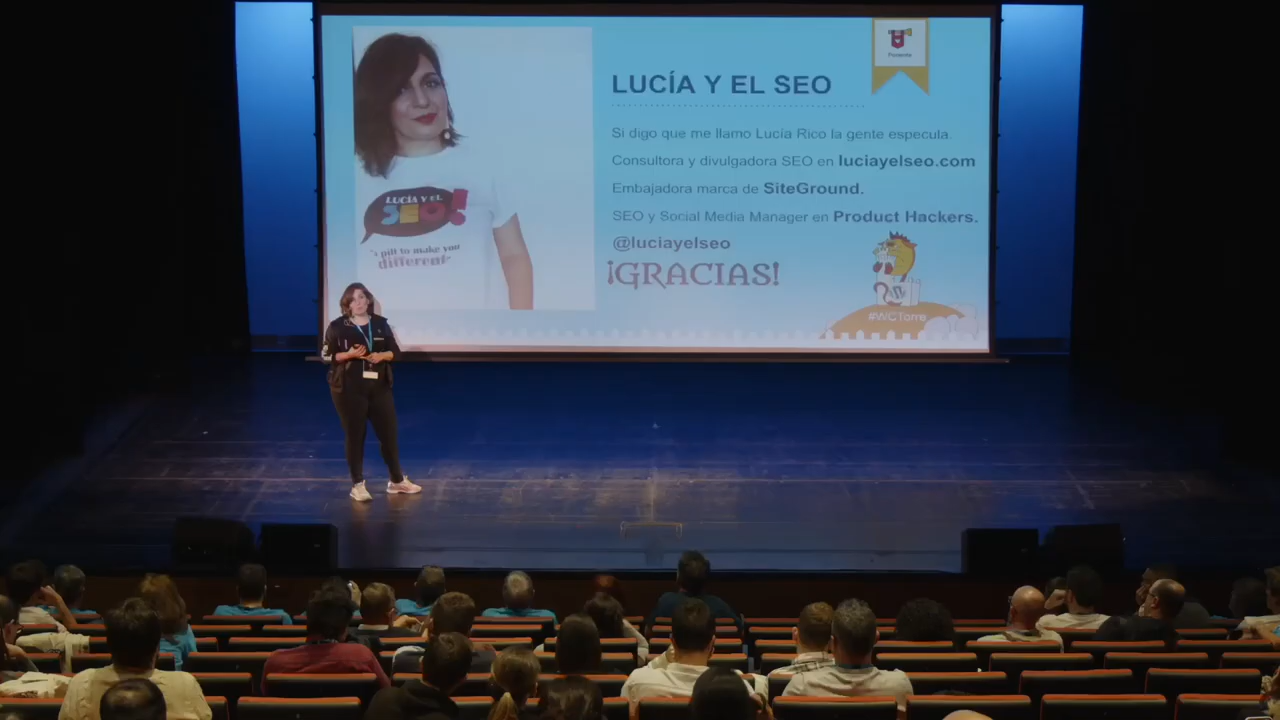 LUCÍA Y EL SEO
Si digo que me llamo Lucía Rico la gente especula.
Consultora y divulgadora SEO en luciayelseo.com
Embajadora marca de SiteGround.
SEO y Social Media Manager en Product Hackers.
@luciayelseo
¡GRACIAS!
#WCTorre
LUCÍA Y EL
SEO!
pill to make you
different